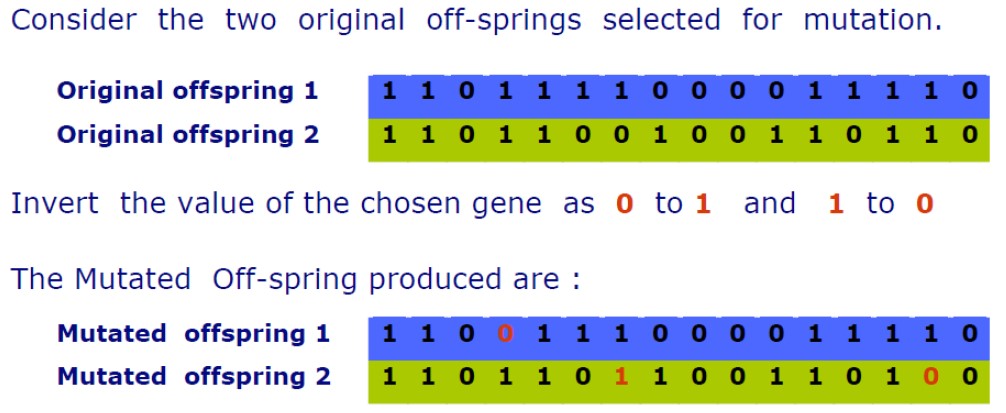 Consider the two original off-springs selected for mutation.
Original offspring 1 1 1 0 1 1 1 1 0 0 0 0 1 1 1 1 0
Original offspring 2 1 1 0 1 1 0 0 1 0 0 1 1 0 1 1 0
Invert the value of the chosen gene as 0 to 1 and 1 to 0
The Mutated Off-spring produced are :
Mutated offspring 1 1 1 0 0 1 1 1 0 0 0 0 1 1 1 1 0
Mutated offspring 2 1 1 0 1 1 0 1 1 0 0 1 1 0 1 0 0